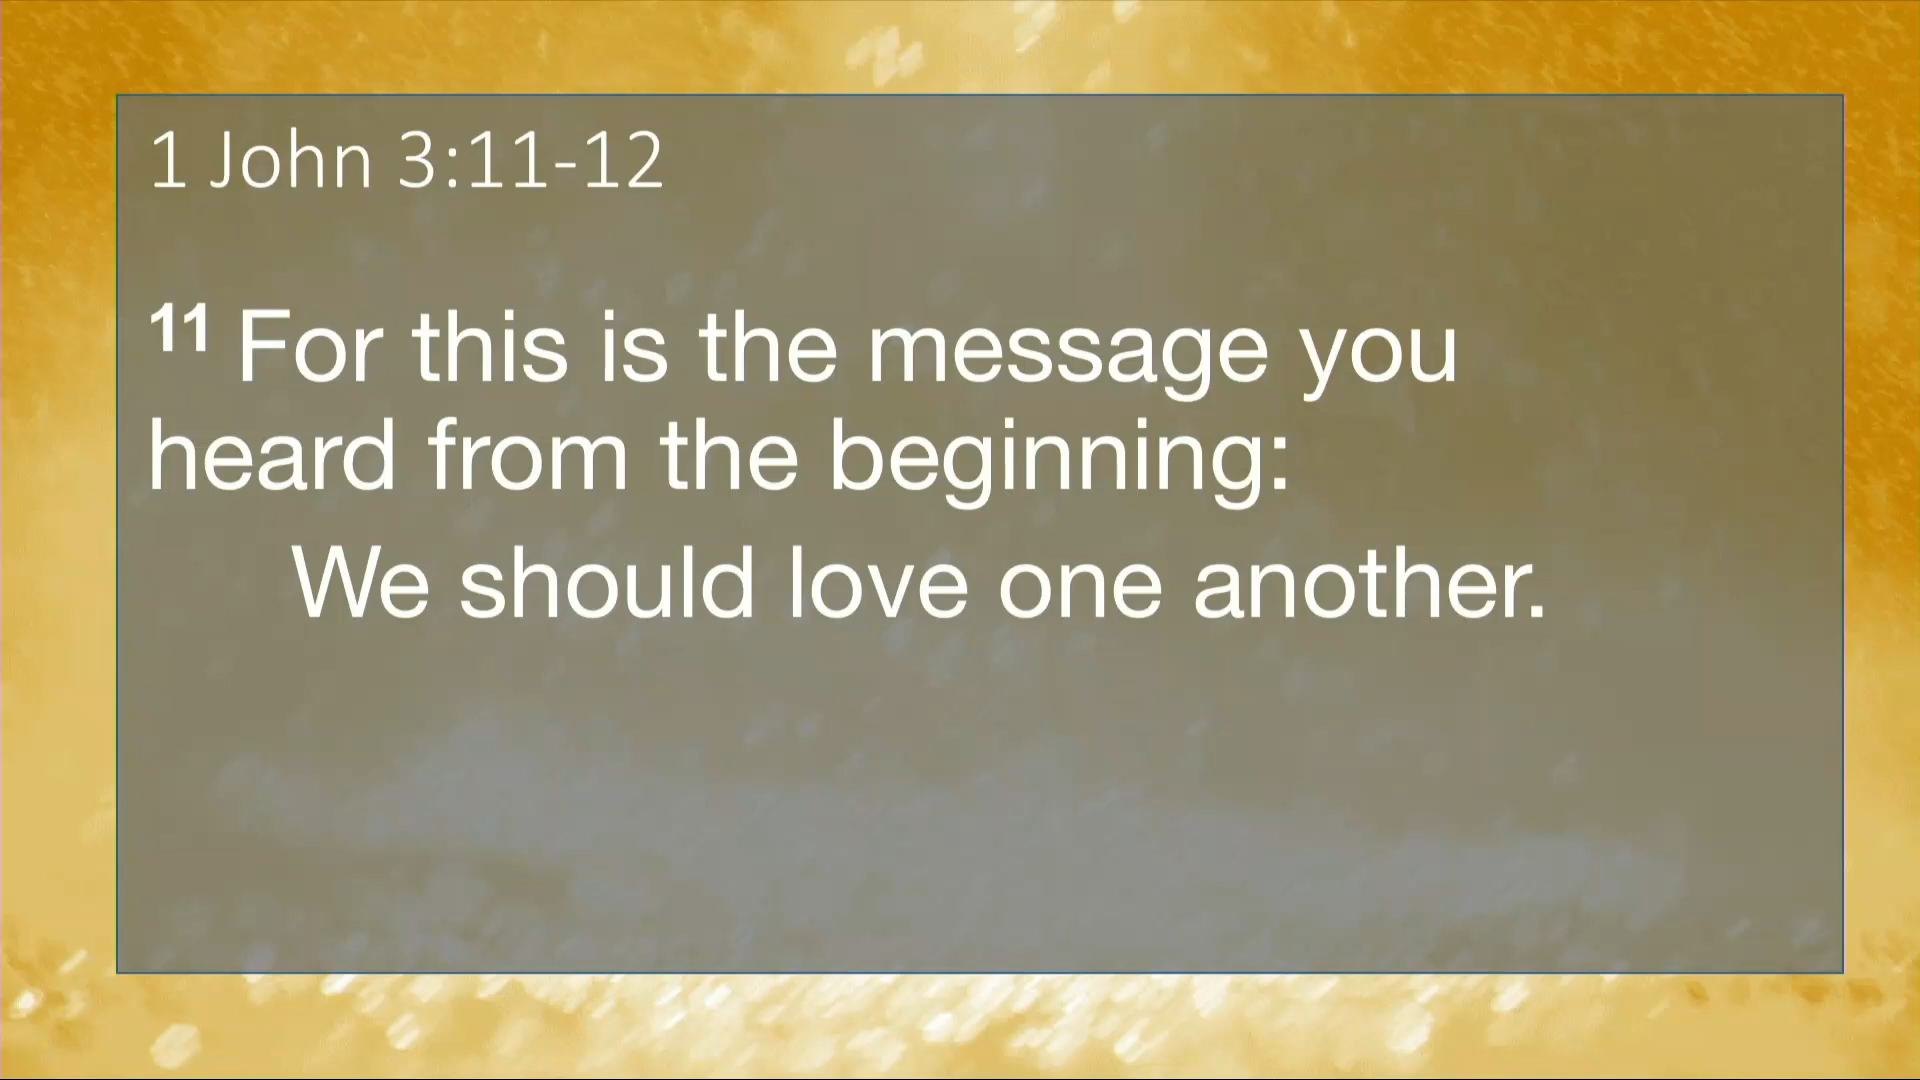 1 John 3:11-12
¹¹ For this is the message you
heard from the beginning:
We should love one another.